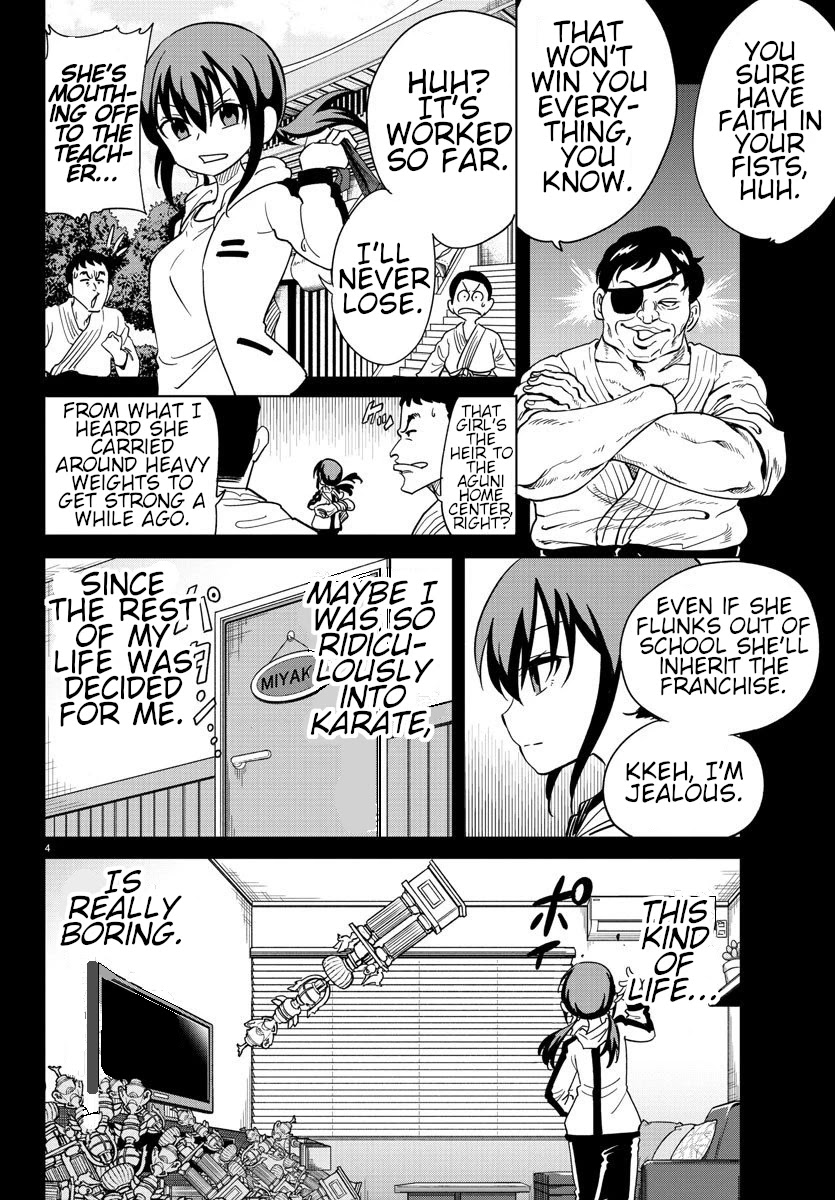 YOU
SURE
HAVE
FAITH IN
YOUR
FISTS,
HUH.
THAT
WON'T
WIN YOU
EVERY-
THING,
YOU
KNOW.
HUH?
IT'S
WORKED
SO FAR.
I'LL
NEVER
LOSE.
SHE'S
MOUTH-
ING OFF
TO THE
TEACH-
ER...
THAT
GIRL'S
THE HEIR
TO THE
AGUNI
HOME
CENTER,
RIGHT?
FROM WHAT I
HEARD SHE
CARRIED
AROUND HEAVY
WEIGHTS TO
GET STRONG A
WHILE AGO.
EVEN IF SHE
FLUNKS OUT OF
SCHOOL SHE'LL
INHERIT THE
FRANCHISE.
KKEH, I'M
JEALOUS.
MAYBE I
WAS SO
RIDICU-
LOUSLY
INTO
KARATE,
MIYAK
SINCE
THE REST
OF MY
LIFE WAS
DECIDED
FOR ME.
4
THIS
KIND
OF
LIFE...
ポイ
IS
REALLY
BORING.